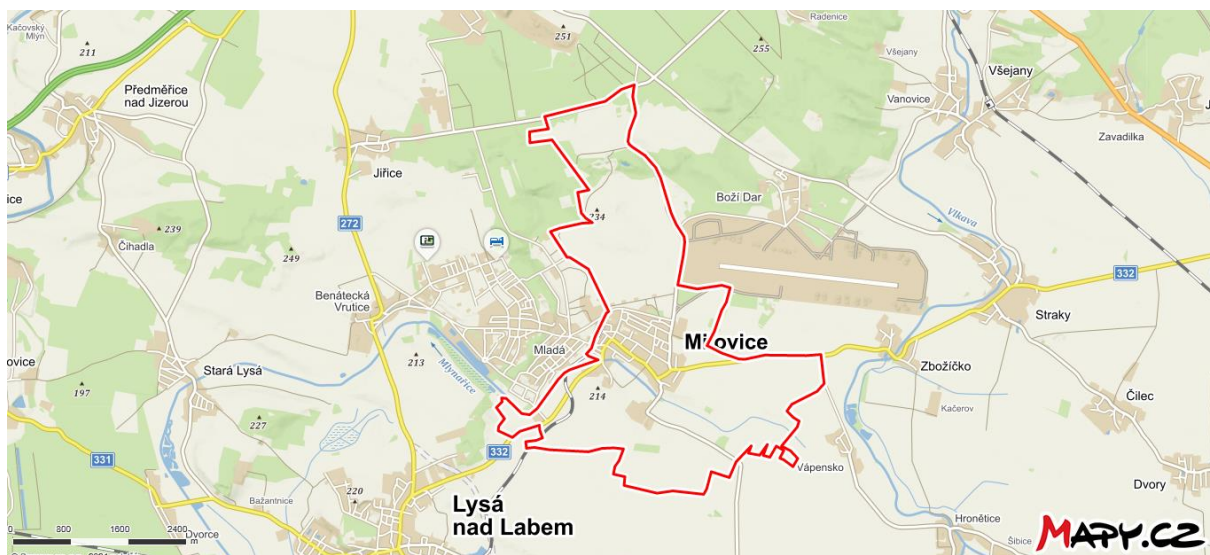 Kačovský
Mlýn
211
251
Radenice
255
Všejany
Všejany
Předměřice
nad Jizerou
Vanovice
Zavadilka
Jiřice
ice
Boží Dar
272
239
Čihadla
249
234
Vlkava
332
Benátecká
Vrutice
Straky
Milovice
Mladá
213
Mlynařice
Zbožíčko
Stará Lysá
197
214
Čilec
Kačerov
227
332
331
Vápensko
220
Bažantnice
Dvory
Lysá
nad Labem
Hronětice
Šibice
Dvorce
0 800 1600 2400
m
MAPY.CZ